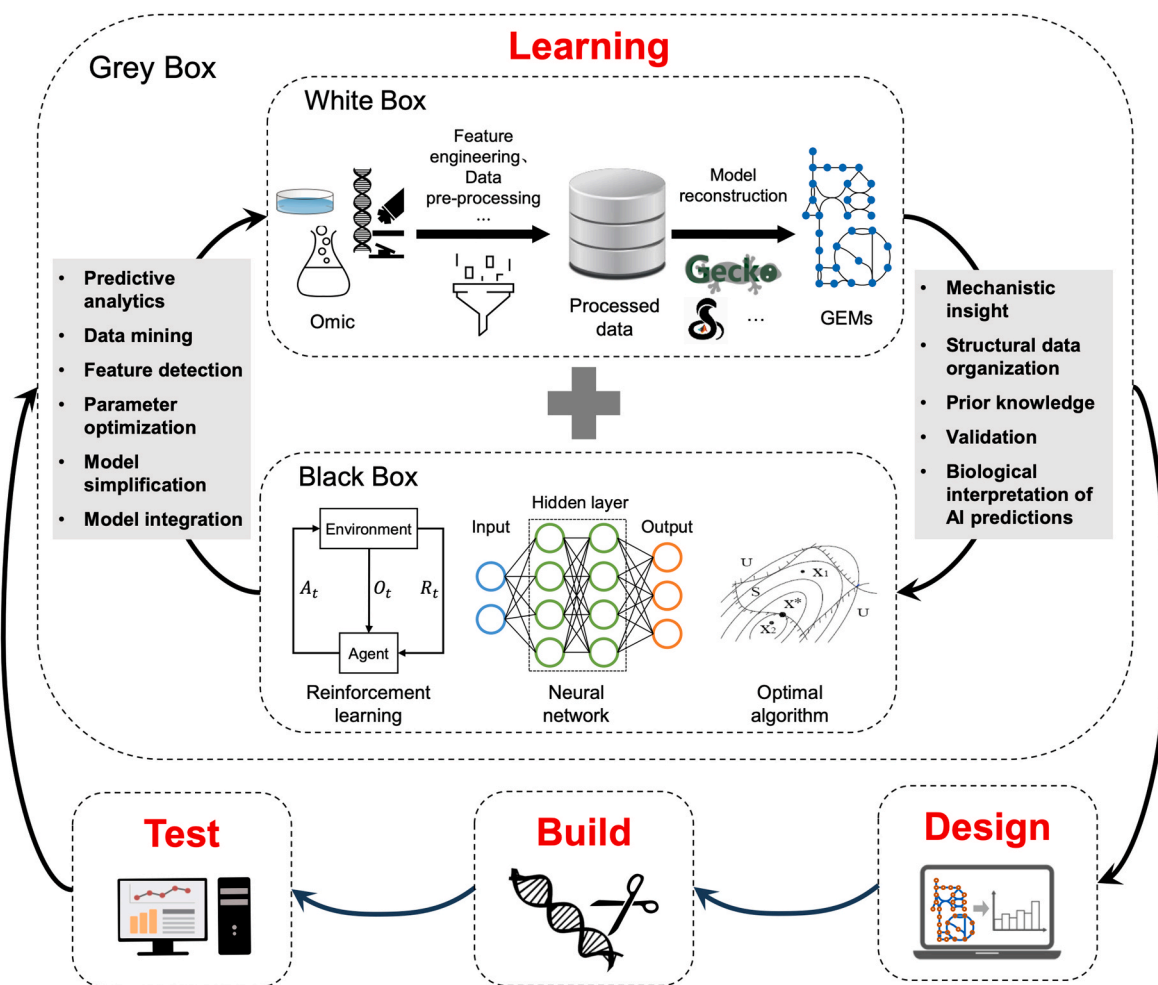 Learning
Grey Box
White Box
Feature
engineering、
Data
pre-processing
...
Model
reconstruction
Gecko
...
Omic
Processed
data
GEMs
• Predictive
analytics
• Data mining
• Feature detection
• Parameter
optimization
• Model
simplification
• Model integration
• Mechanistic
insight
• Structural data
organization
• Prior knowledge
• Validation
• Biological
interpretation of
AI predictions
Black Box
Environment
A_t
O_t
R_t
Agent
Reinforcement
learning
Hidden layer
Input
Output
Neural
network
U
X1
S
X*
U
X2
Optimal
algorithm
Test
Build
Design